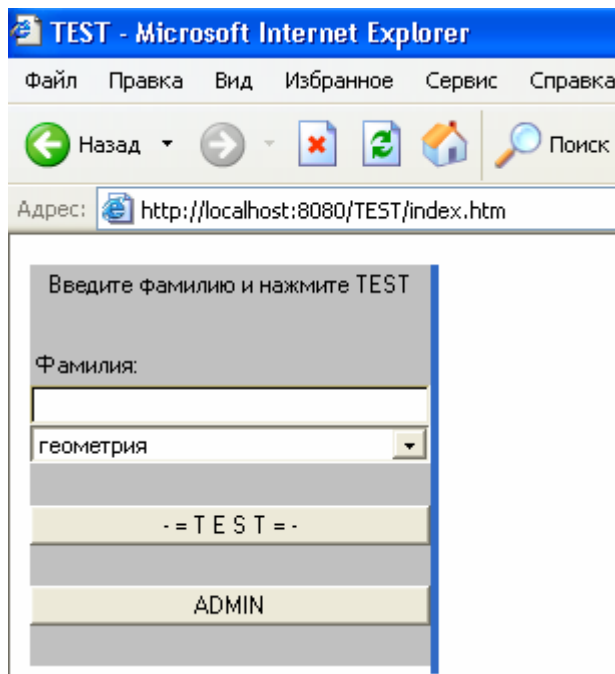 TEST - Microsoft Internet Explorer
Файл Правка Вид Избранное Сервис Справка
Назад Поиск
Адрес: http://localhost:8080/TEST/index.htm
Введите фамилию и нажмите TEST
Фамилия:
геометрия
- = T E S T = -
ADMIN